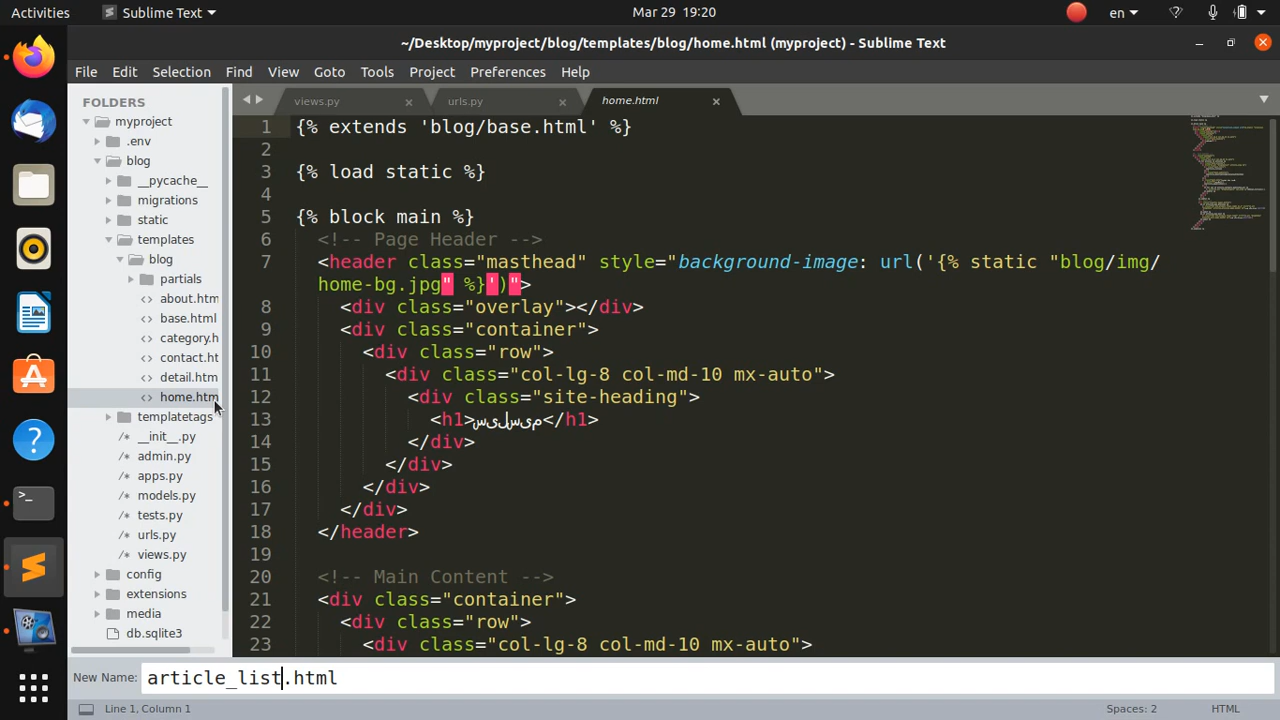 Activities
Sublime Text
Mar 29 19:20
en
~/Desktop/myproject/blog/templates/blog/home.html (myproject) - Sublime Text
File Edit Selection Find View Goto Tools Project Preferences Help
FOLDERS
myproject
.env
blog
__pycache__
migrations
static
templates
blog
partials
about.htm
base.html
category.h
contact.ht
detail.htm
home.htm
templatetags
__init__.py
admin.py
apps.py
models.py
tests.py
urls.py
views.py
config
extensions
media
db.sqlite3
views.py
urls.py
home.html
1 {% extends 'blog/base.html' %}
2
3 {% load static %}
4
5 {% block main %}
6 <!-- Page Header -->
7 <header class="masthead" style="background-image: url('{% static "blog/img/
home-bg.jpg" %}')">
8 <div class="overlay"></div>
9 <div class="container">
10 <div class="row">
11 <div class="col-lg-8 col-md-10 mx-auto">
12 <div class="site-heading">
13 <h1>میسلیس</h1>
14 </div>
15 </div>
16 </div>
17 </div>
18 </header>
19
20 <!-- Main Content -->
21 <div class="container">
22 <div class="row">
23 <div class="col-lg-8 col-md-10 mx-auto">
New Name: article_list.html
Line 1, Column 1
Spaces: 2
HTML